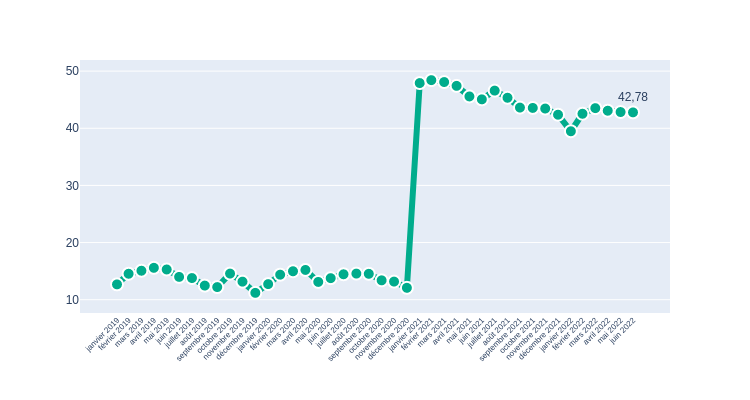 50
40
30
20
10
42,78
janvier 2019
février 2019
mars 2019
avril 2019
mai 2019
juin 2019
juillet 2019
août 2019
septembre 2019
octobre 2019
novembre 2019
décembre 2019
janvier 2020
février 2020
mars 2020
avril 2020
mai 2020
juin 2020
juillet 2020
août 2020
septembre 2020
octobre 2020
novembre 2020
décembre 2020
janvier 2021
février 2021
mars 2021
avril 2021
mai 2021
juin 2021
juillet 2021
août 2021
septembre 2021
octobre 2021
novembre 2021
décembre 2021
janvier 2022
février 2022
mars 2022
avril 2022
mai 2022
juin 2022